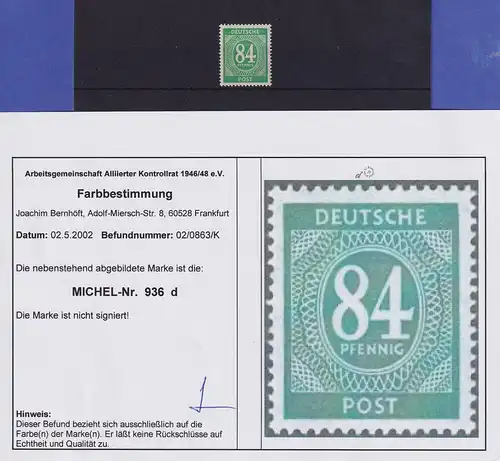 DEUTSCHE
84
PFENNIG
POST
Arbeitsgemeinschaft Alliierter Kontrollrat 1946/48 e.V.
Farbbestimmung
Joachim Bernhöft, Adolf-Miersch-Str. 8, 60528 Frankfurt
Datum: 02.5.2002 Befundnummer: 02/0863/K
Die nebenstehend abgebildete Marke ist die:
MICHEL-Nr. 936 d
Die Marke ist nicht signiert!
Hinweis:
Dieser Befund bezieht sich ausschließlich auf die
Farbe(n) der Marke(n). Er läßt keine Rückschlüsse auf
Echtheit und Qualität zu.
DEUTSCHE
84
PFENNIG
POST